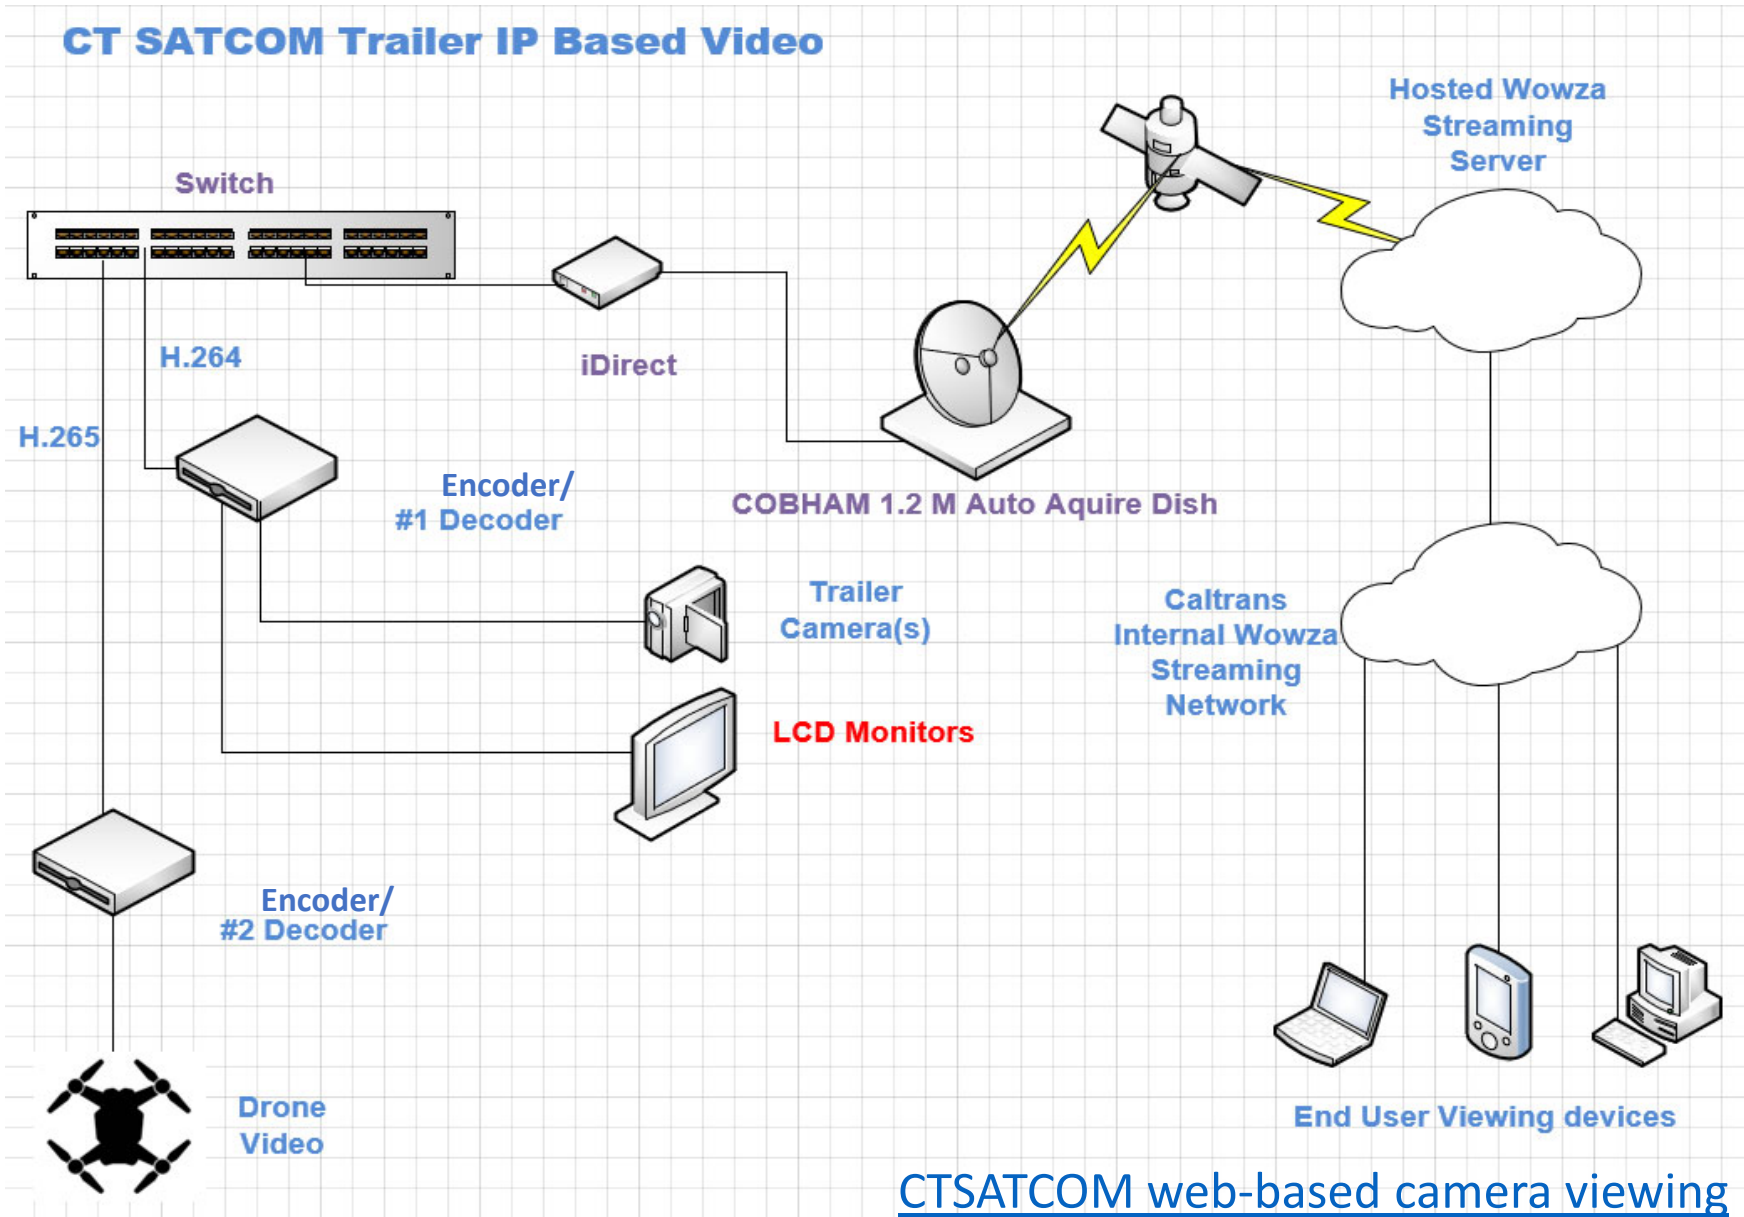 CT SATCOM Trailer IP Based Video
Hosted Wowza
Streaming
Server
Switch
H.264
iDirect
H.265
Encoder/
#1 Decoder
COBHAM 1.2 M Auto Aquire Dish
Trailer
Camera(s)
Caltrans
Internal Wowza
Streaming
Network
LCD Monitors
Encoder/
#2 Decoder
Drone
Video
End User Viewing devices
CTSATCOM web-based camera viewing